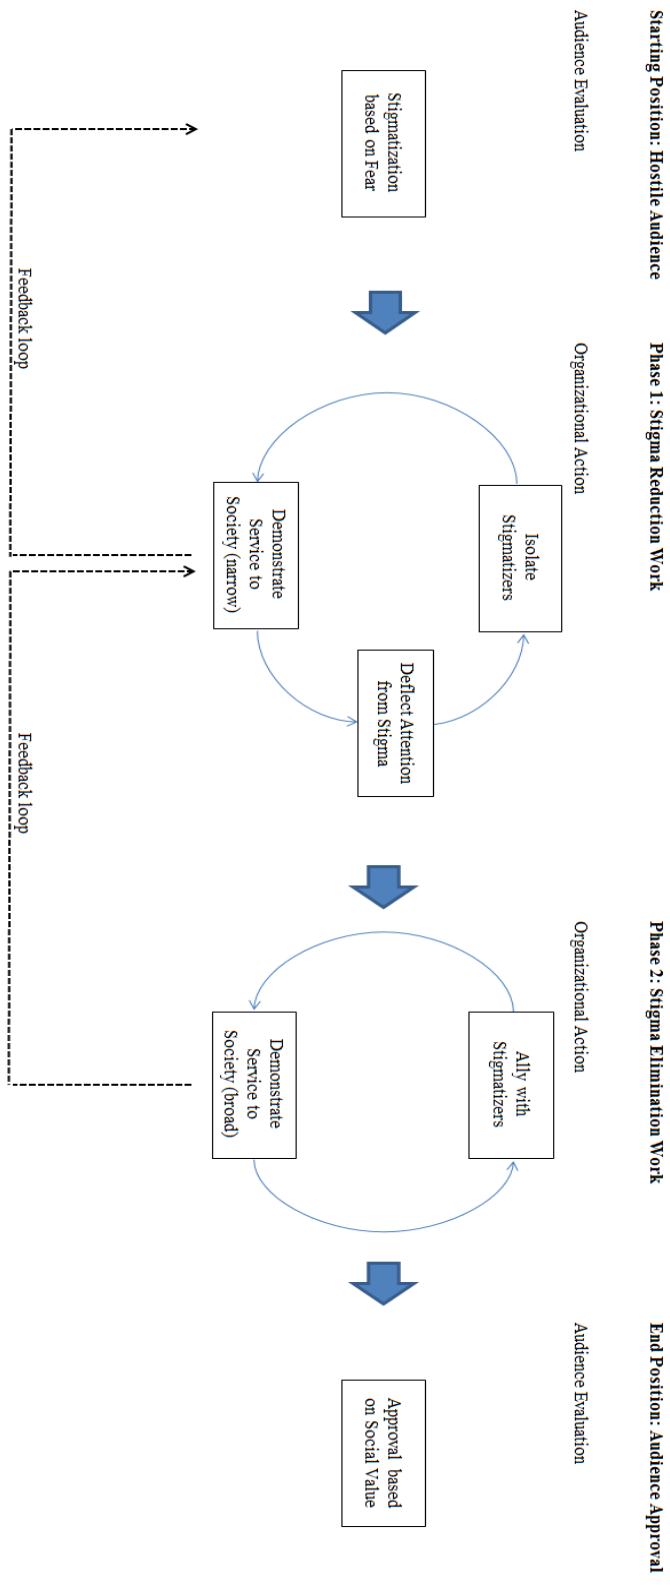 Starting Position: Hostile Audience
Audience Evaluation
Stigmatization
based on Fear
Phase 1: Stigma Reduction Work
Organizational Action
Isolate
Stigmatizers
Deflect Attention
from Stigma
Demonstrate
Service to
Society (narrow)
Phase 2: Stigma Elimination Work
Organizational Action
Ally with
Stigmatizers
Demonstrate
Service to
Society (broad)
End Position: Audience Approval
Audience Evaluation
Approval based
on Social Value
Feedback loop
Feedback loop